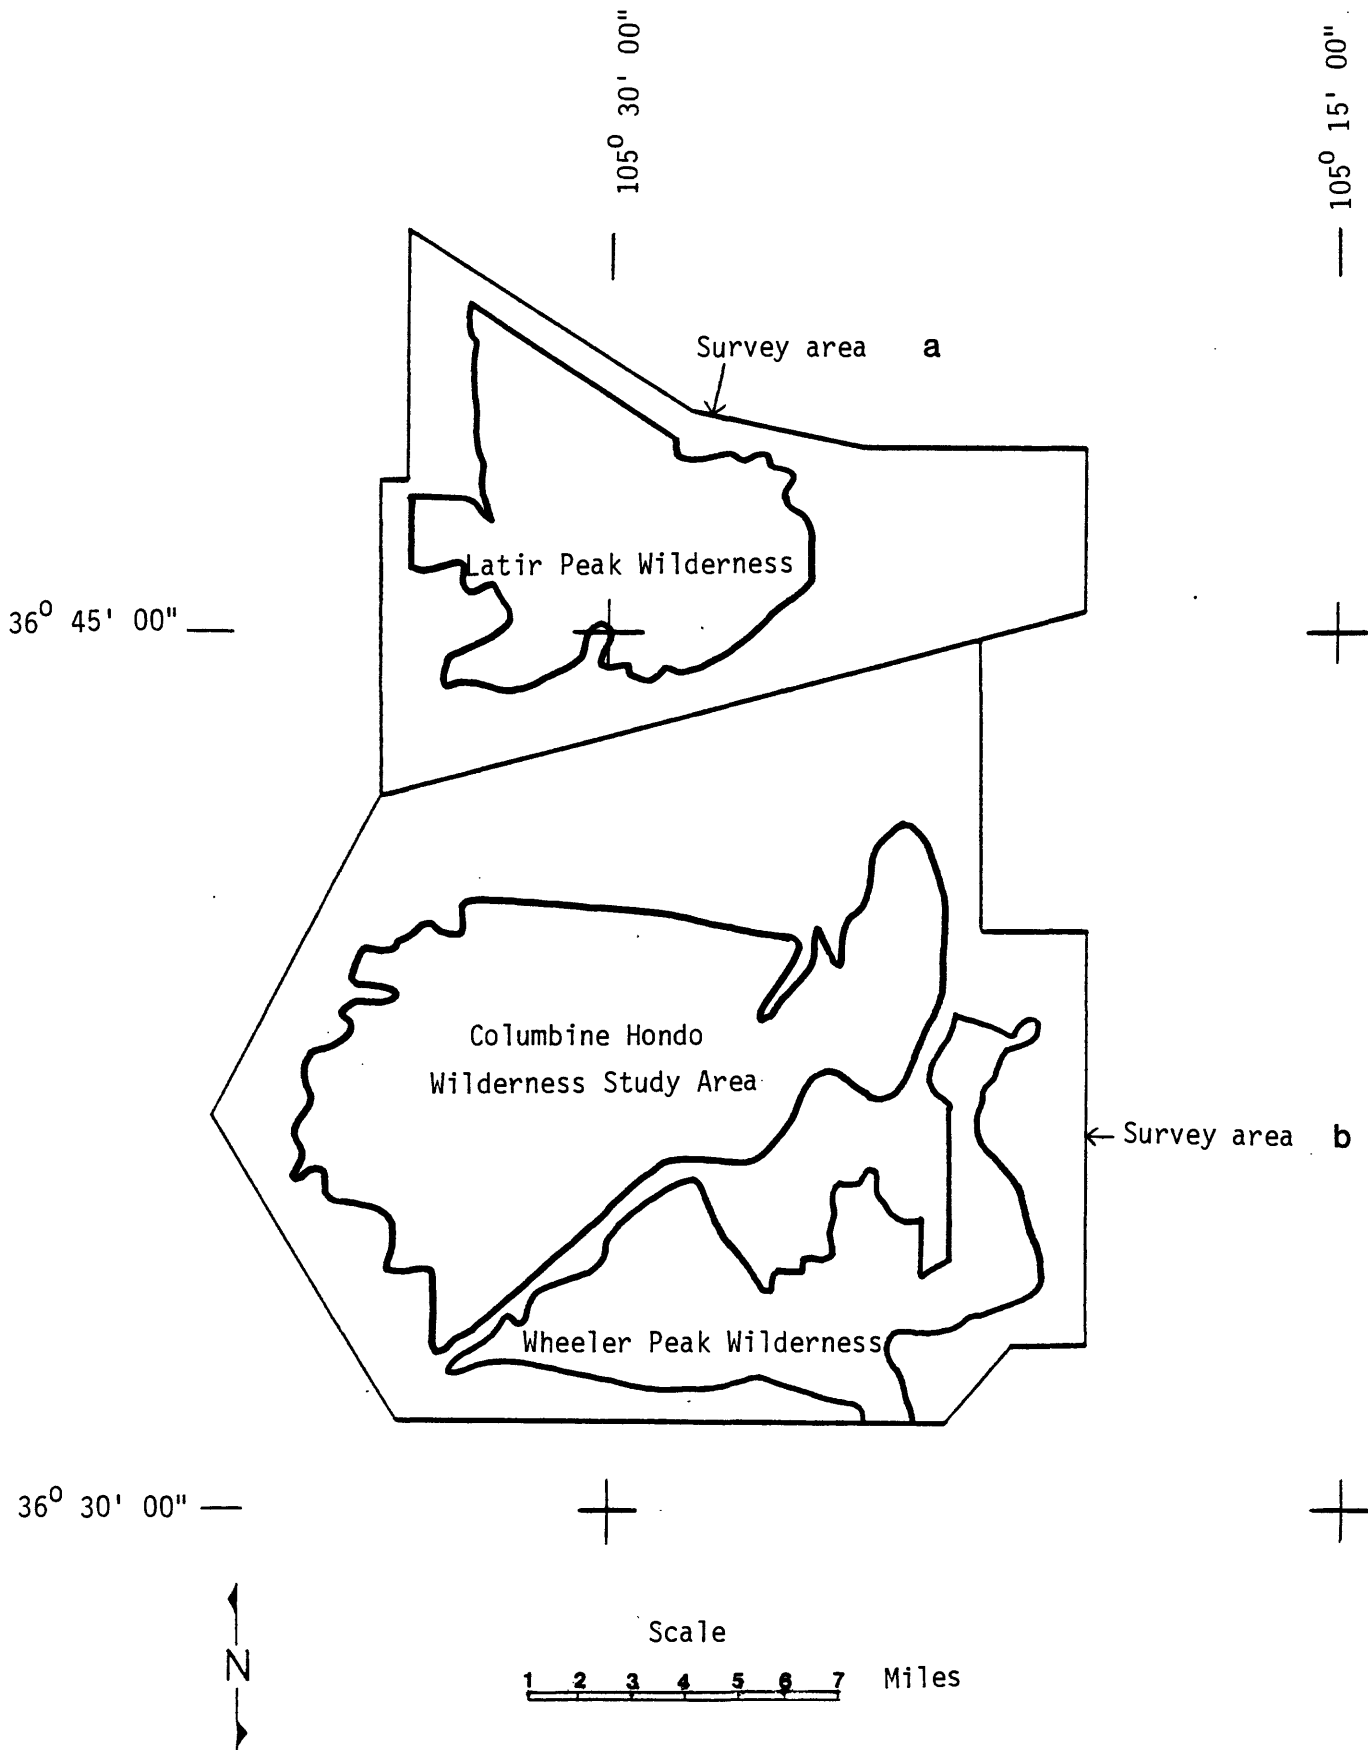 105° 30' 00"
105° 15' 00"
Survey area a
Latir Peak Wilderness
36° 45' 00"
Columbine Hondo
Wilderness Study Area
Survey area b
Wheeler Peak Wilderness
36° 30' 00"
N
Scale
1 2 3 4 5 6 7 Miles